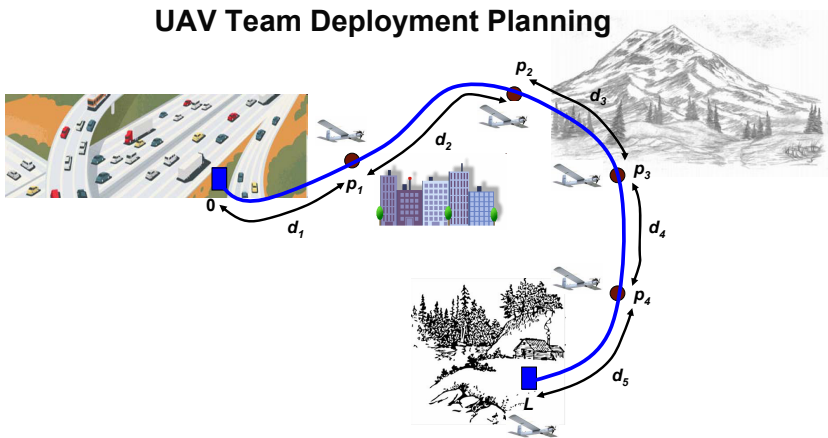 UAV Team Deployment Planning
p2
d3
d2
p3
p1
0
d1
d4
p4
d5
L